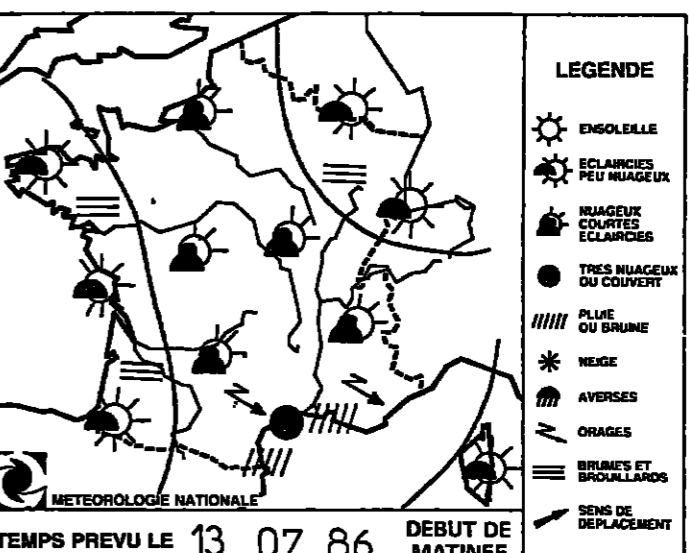 LEGENDE
ENSOLEILLE
ECLAIRCIES
PEU NUAGEUX
NUAGEUX
COURTES
ECLAIRCIES
TRES NUAGEUX
OU COUVERT
PLUIE
OU BRUINE
NEIGE
AVERSES
ORAGES
BRUMES ET
BROUILLARDS
SENS DE
DEPLACEMENT
METEOROLOGIE NATIONALE
TEMPS PREVU LE 13 07 86 DEBUT DE
MATINEE